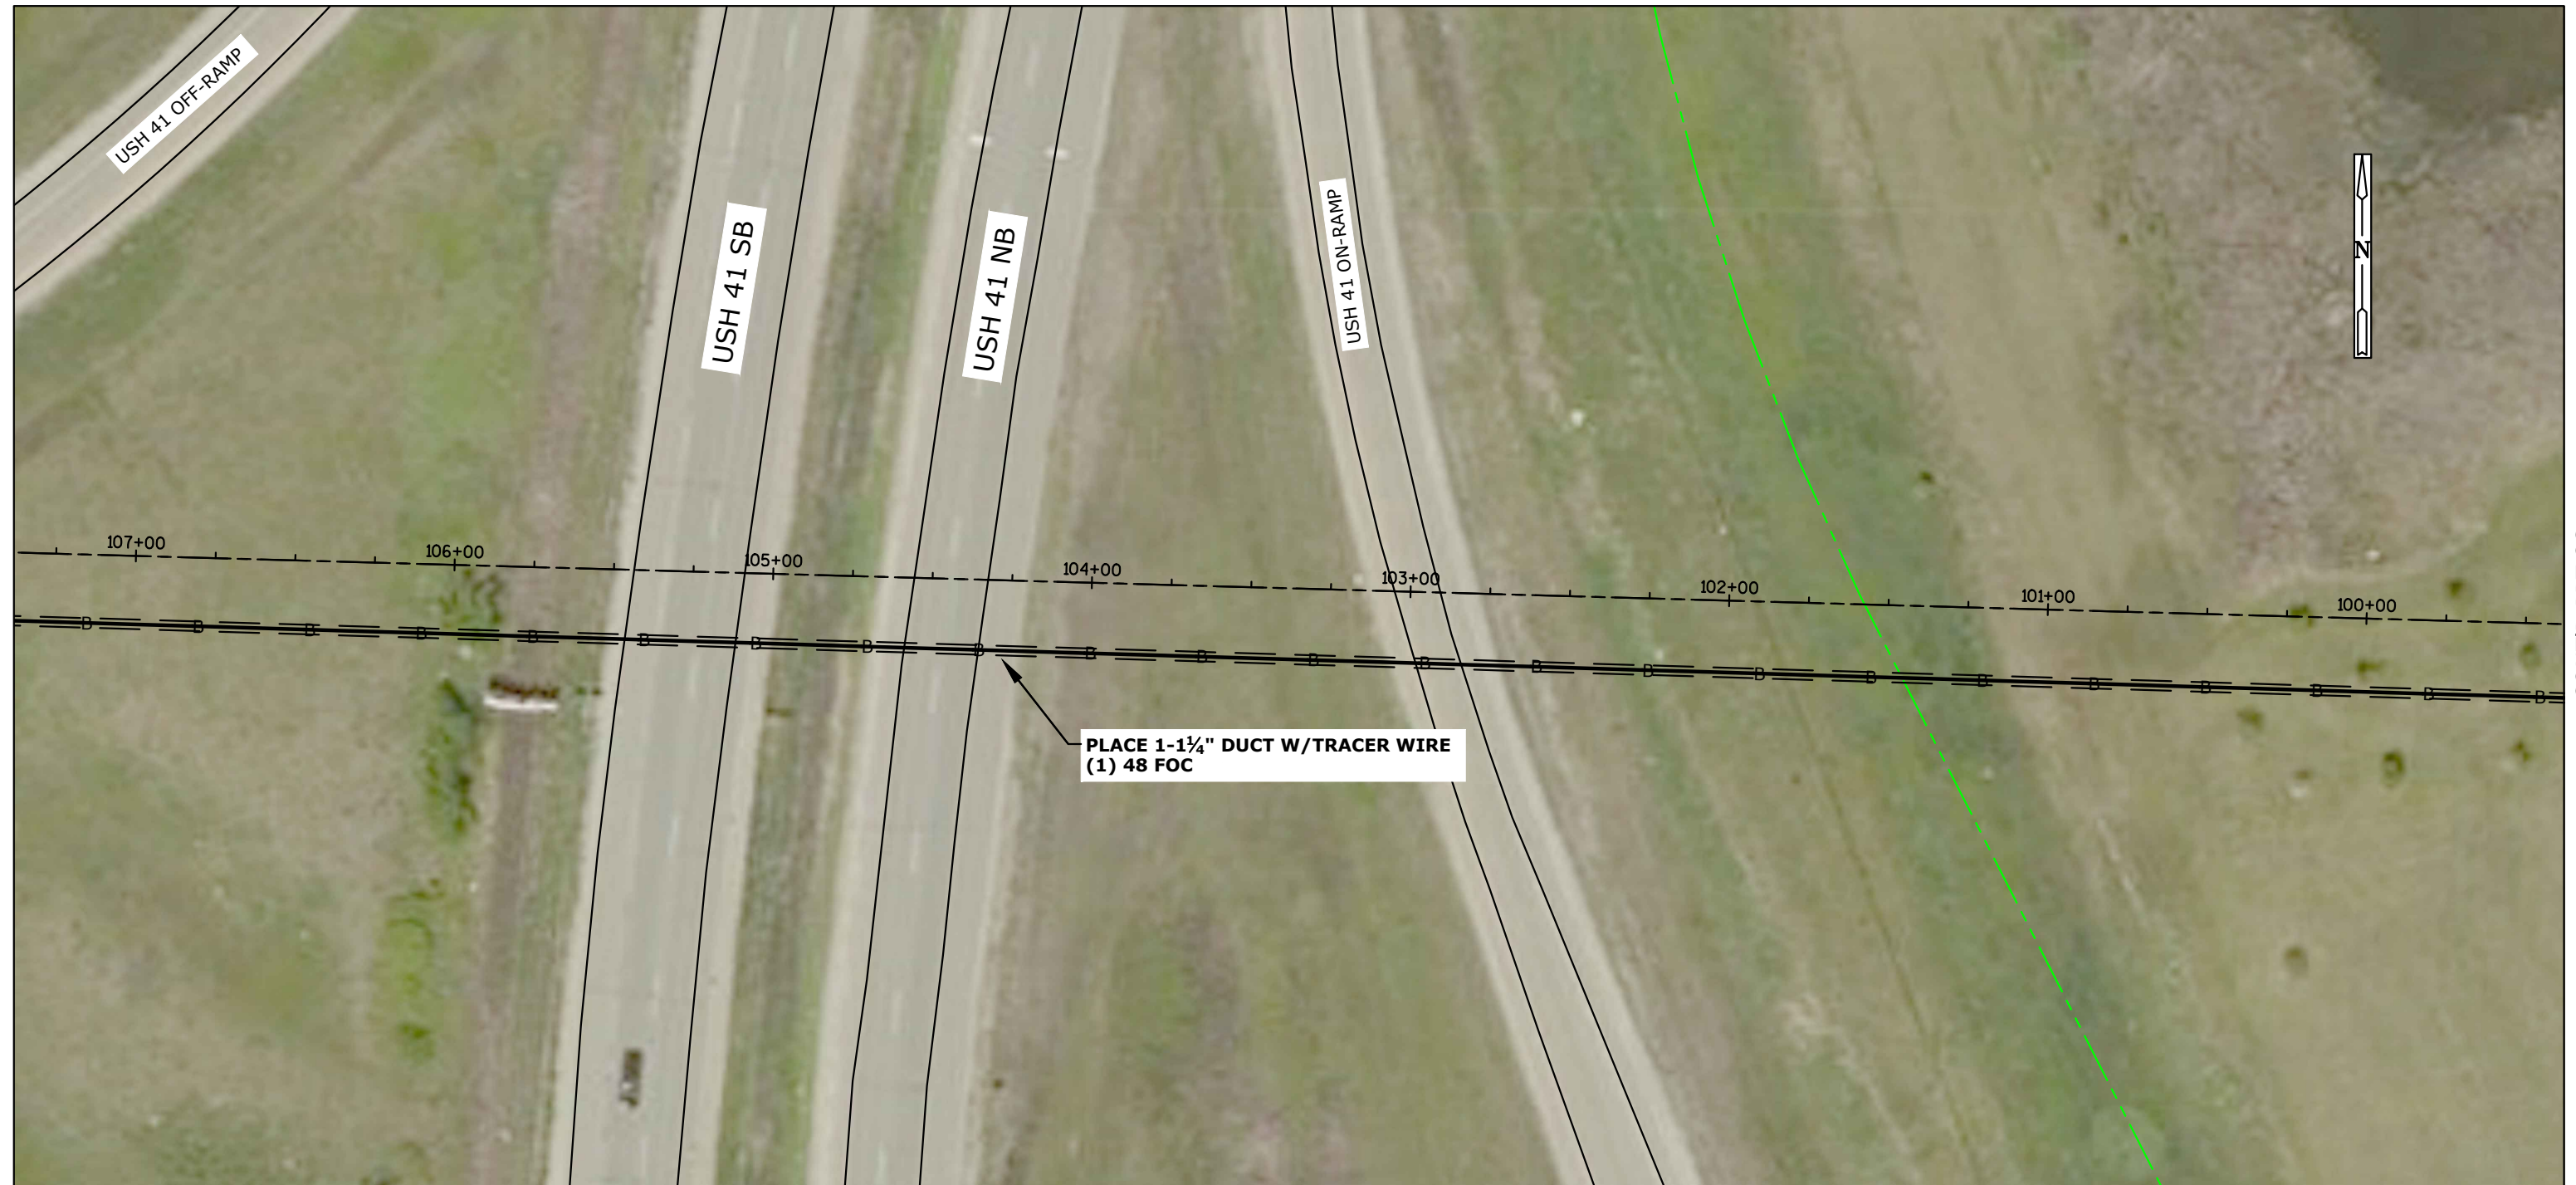 USH 41 OFF-RAMP
USH 41 SB
USH 41 NB
USH 41 ON-RAMP
N
107+00
106+00
105+00
104+00
103+00
102+00
101+00
100+00
B B B B B B B B B B B B B B B B B B B B B B B
PLACE 1-1¼" DUCT W/TRACER WIRE
(1) 48 FOC